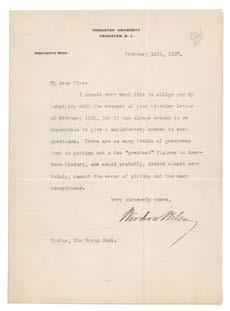 PRINCETON UNIVERSITY
PRINCETON, N. J.
PRESIDENT'S ROOM
February 12th, 1907.
My dear Sir:-
I should very much like to oblige you by
complying with the request of your circular letter
of February 11th, but it has always seemed to me
impossible to give a satisfactory answer to such
questions. There are so many fields of greatness
that in picking out a few "greatest" figures in Amer-
ican history, one would probably, indeed almost cer-
tainly, commit the error of picking out the most
conspicuous.
Very sincerely yours,
Woodrow Wilson
Editor, The Scrap Book.